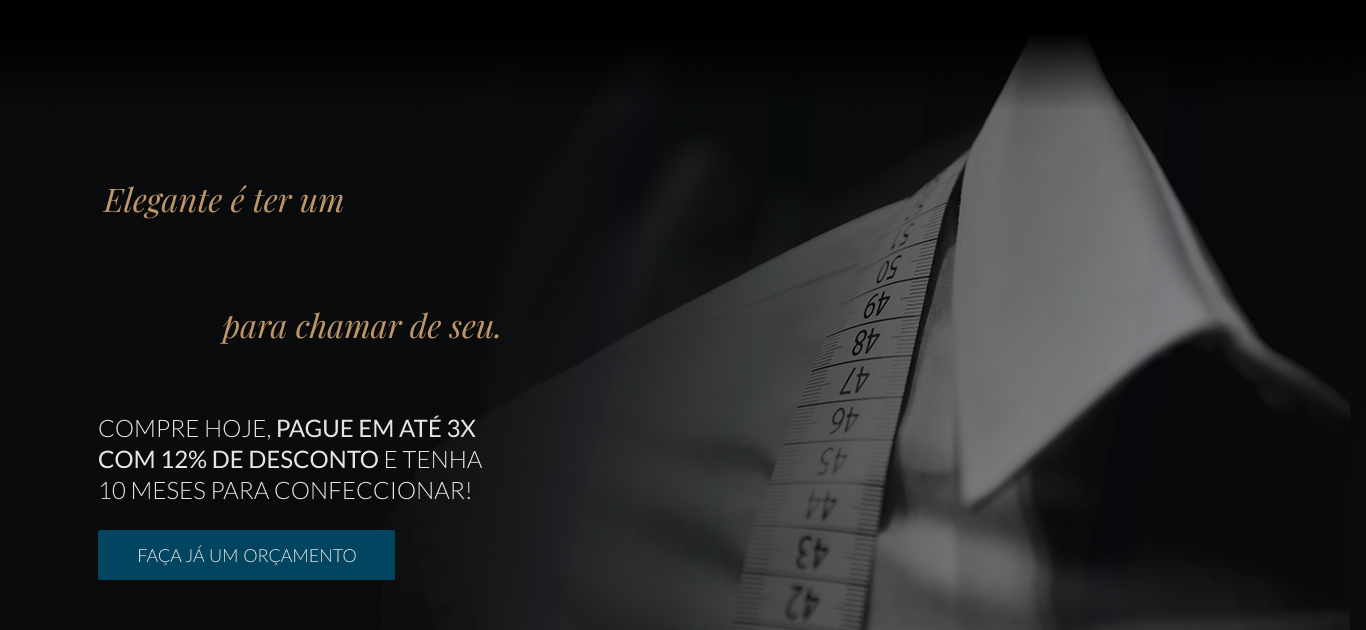 Elegante é ter um
para chamar de seu.
COMPRE HOJE, PAGUE EM ATÉ 3X
COM 12% DE DESCONTO E TENHA
10 MESES PARA CONFECCIONAR!
FAÇA JÁ UM ORÇAMENTO
51
50
49
48
47
46
45
44
43
42